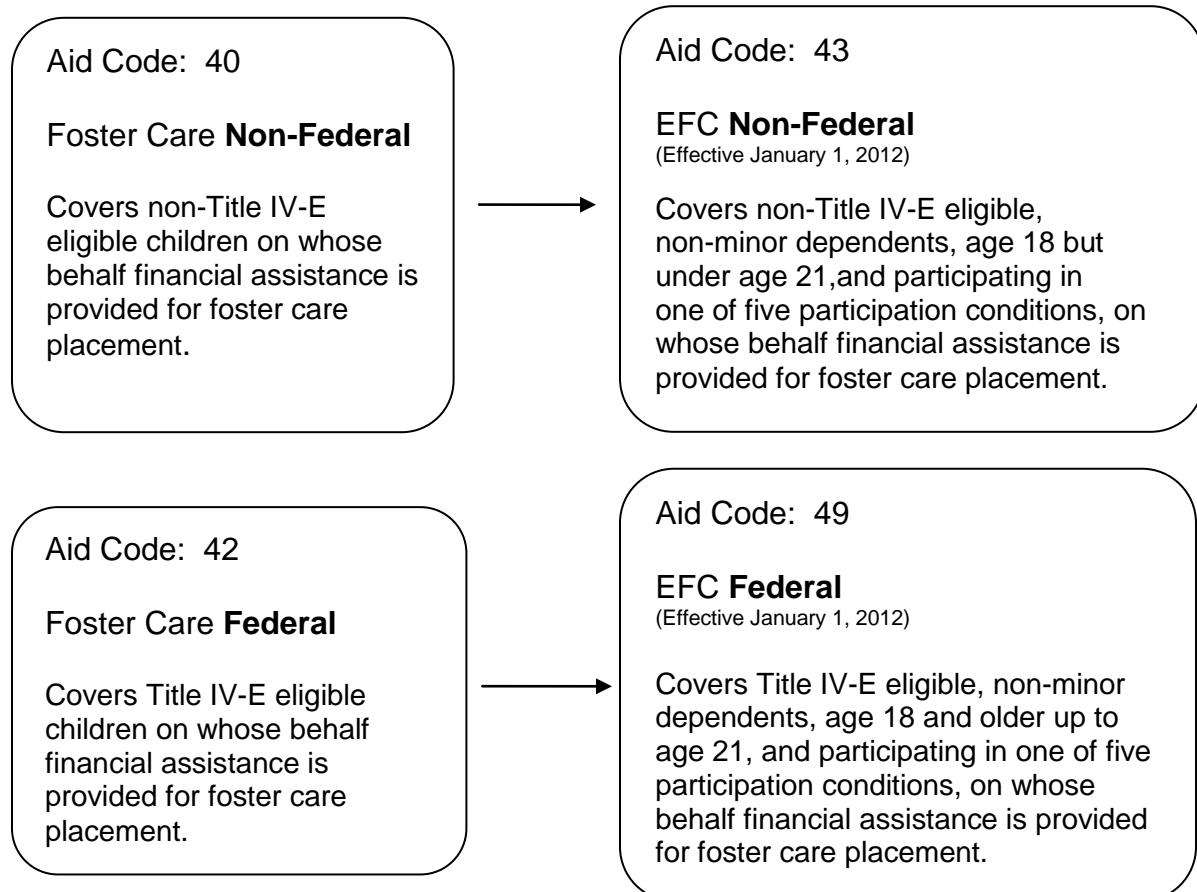 Aid Code: 40
Foster Care Non-Federal
Covers non-Title IV-E
eligible children on whose
behalf financial assistance is
provided for foster care
placement.
Aid Code: 43
EFC Non-Federal
(Effective January 1, 2012)
Covers non-Title IV-E eligible,
non-minor dependents, age 18 but
under age 21,and participating in
one of five participation conditions, on
whose behalf financial assistance is
provided for foster care placement.
Aid Code: 42
Foster Care Federal
Covers Title IV-E eligible
children on whose behalf
financial assistance is
provided for foster care
placement.
Aid Code: 49
EFC Federal
(Effective January 1, 2012)
Covers Title IV-E eligible, non-minor
dependents, age 18 and older up to
age 21, and participating in one of five
participation conditions, on whose
behalf financial assistance is provided
for foster care placement.